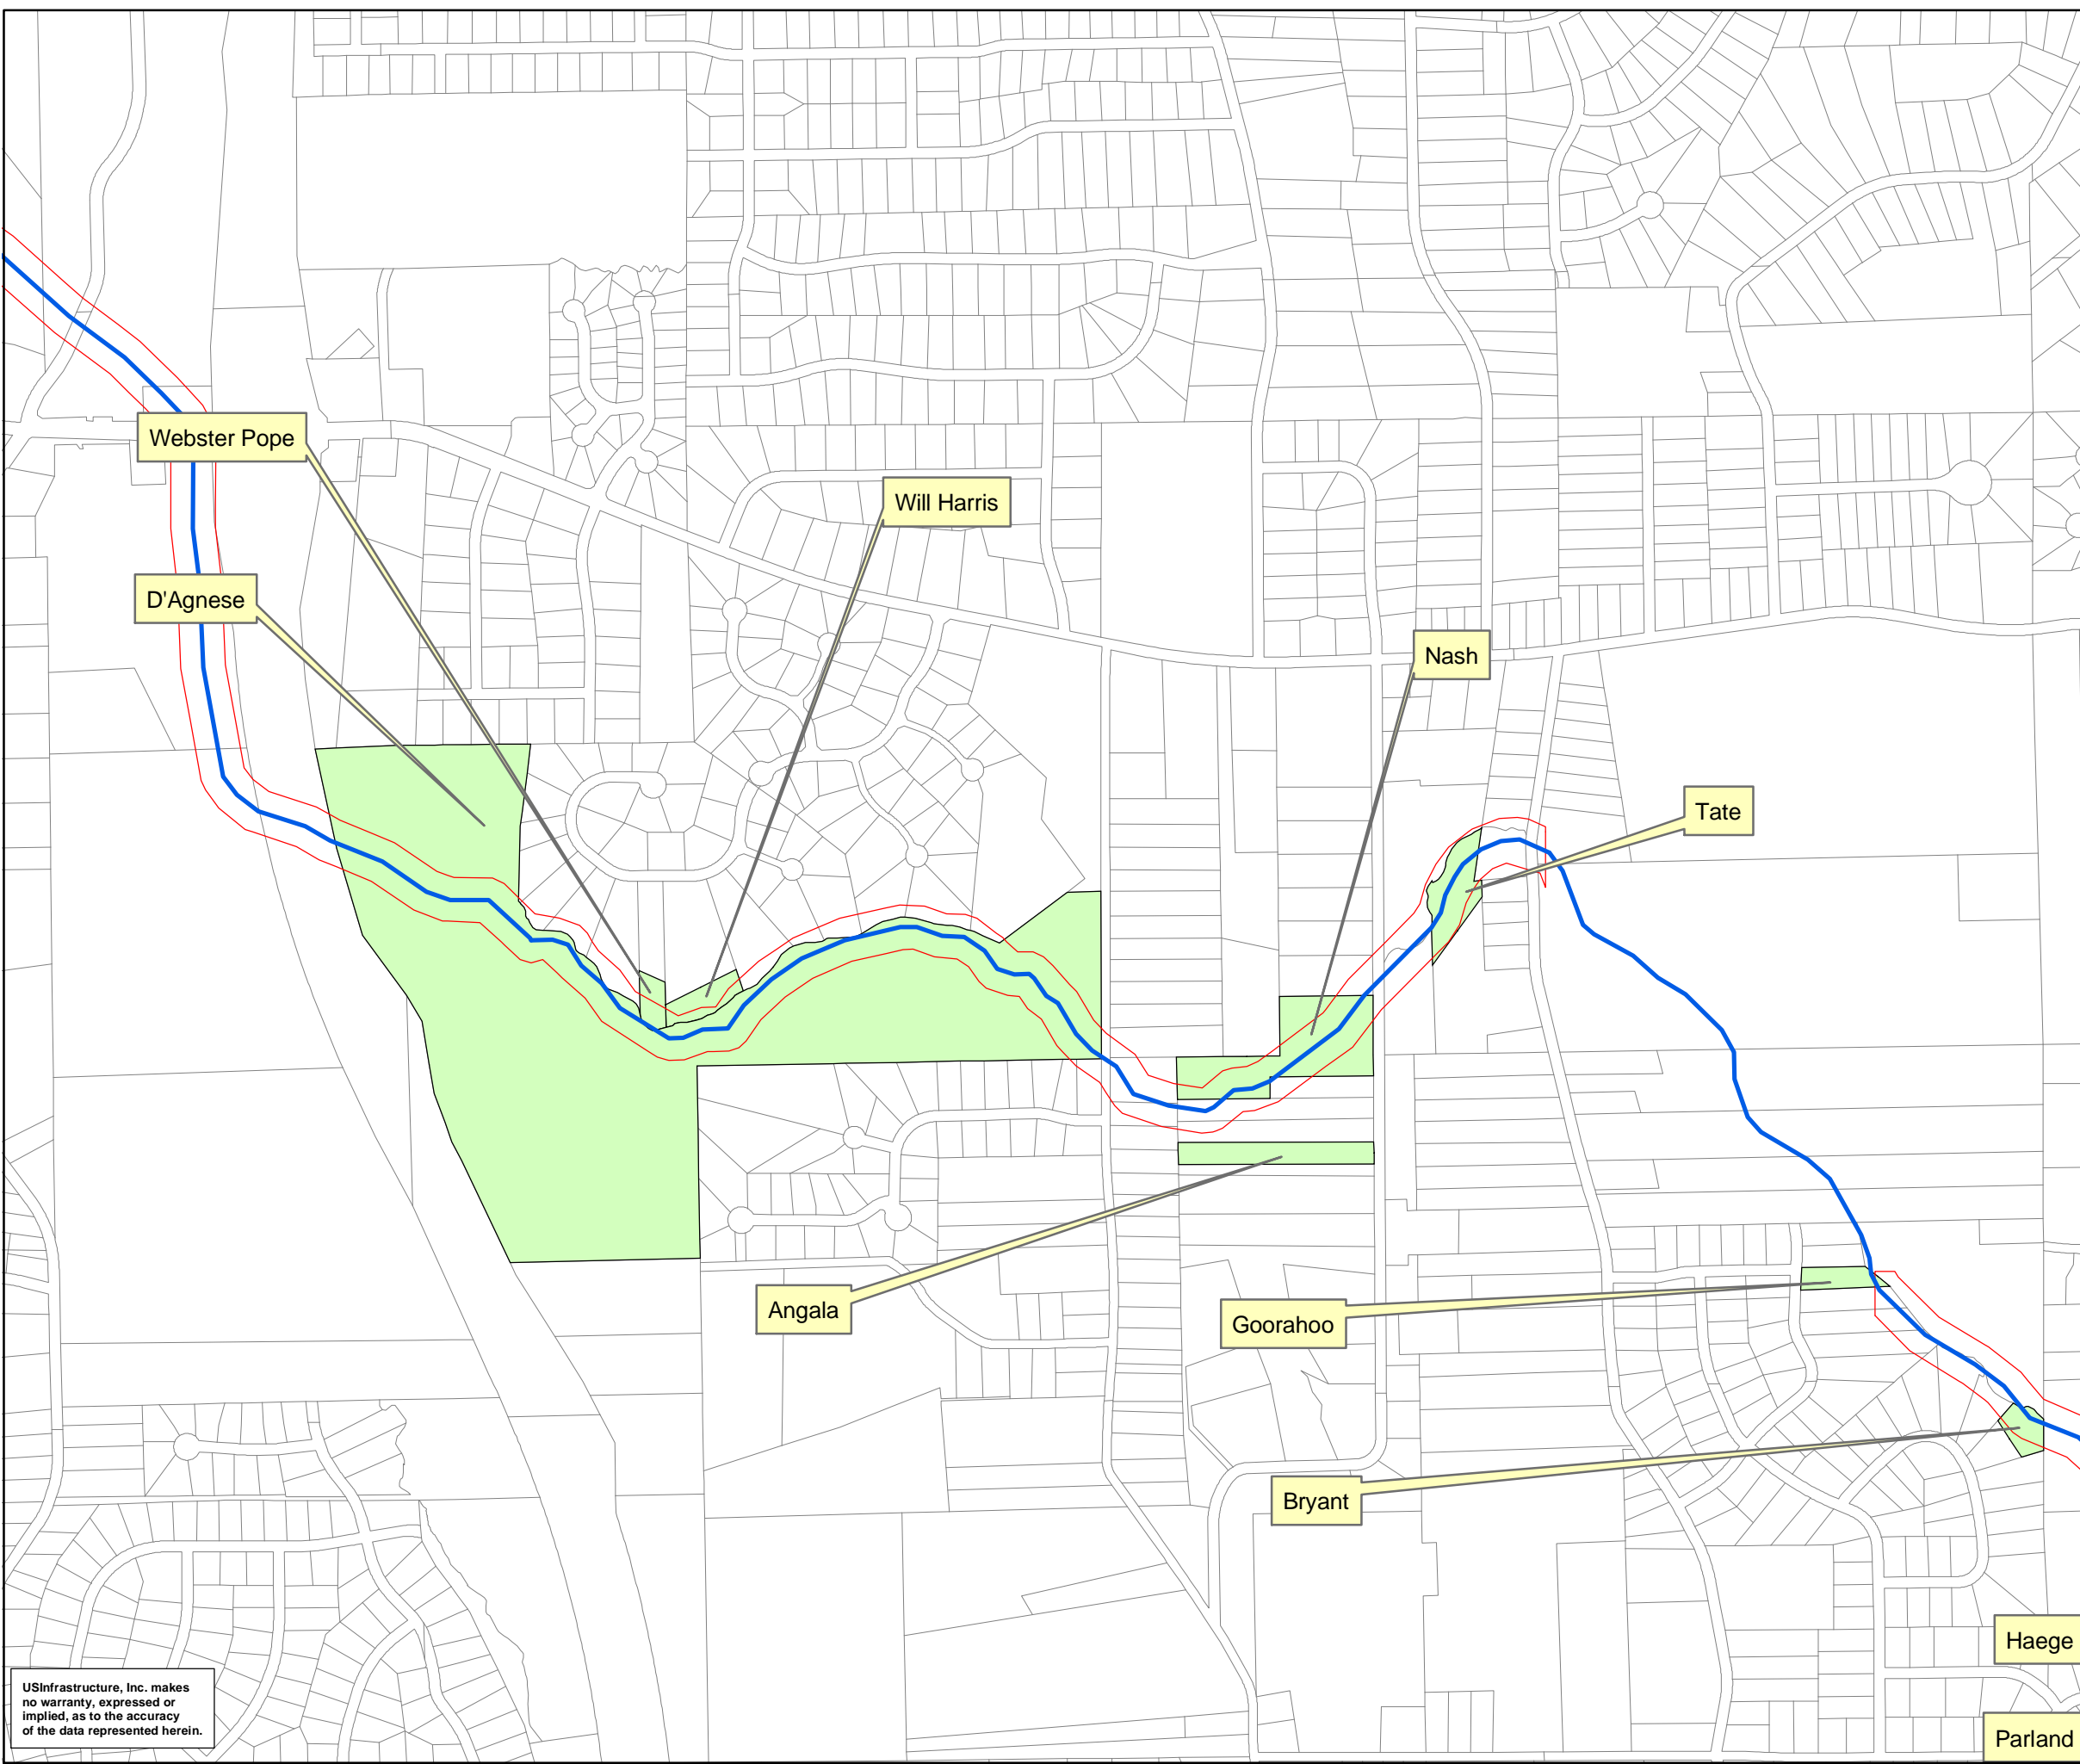 Webster Pope
Will Harris
D'Agnese
Nash
Tate
Angala
Goorahoo
Bryant
Haege
USInfrastructure, Inc. makes
no warranty, expressed or
implied, as to the accuracy
of the data represented herein.
Parland